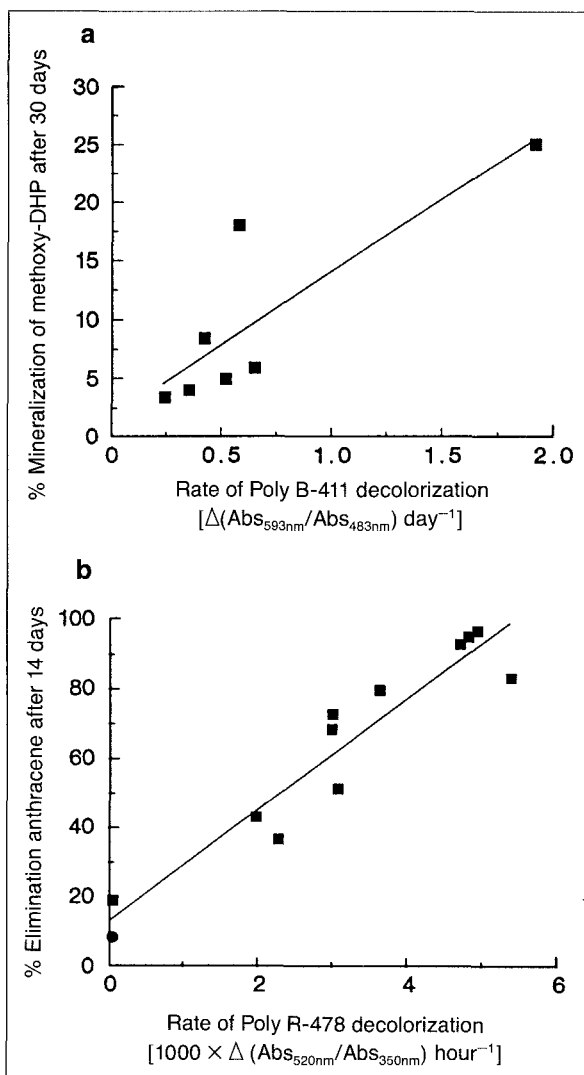 a
% Mineralization of methoxy-DHP after 30 days
30
25
20
15
10
5
0
0 0.5 1.0 1.5 2.0
Rate of Poly B-411 decolorization
[Δ(Abs593nm/Abs483nm) day−1]
b
% Elimination anthracene after 14 days
100
80
60
40
20
0
0 2 4 6
Rate of Poly R-478 decolorization
[1000 × Δ (Abs520nm/Abs350nm) hour−1]